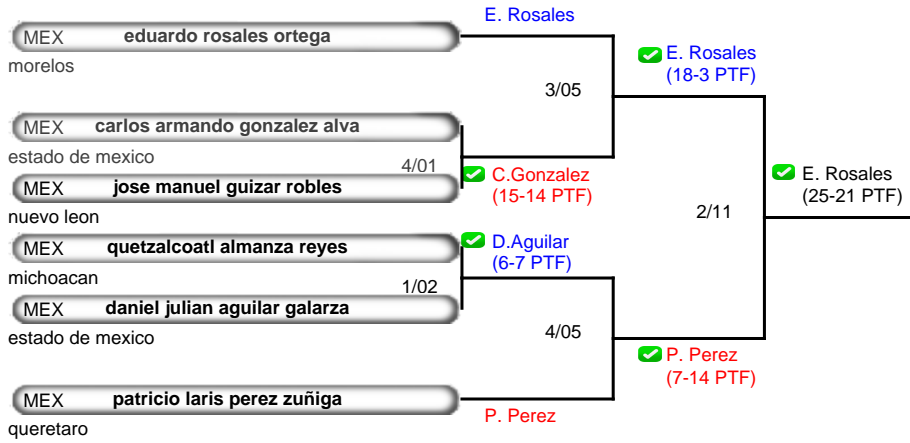 E. Rosales
MEX eduardo rosales ortega
morelos
E. Rosales
(18-3 PTF)
3/05
MEX carlos armando gonzalez alva
estado de mexico
4/01
C.Gonzalez
(15-14 PTF)
MEX jose manuel guizar robles
nuevo leon
E. Rosales
(25-21 PTF)
2/11
MEX quetzalcoatl almanza reyes
michoacan
D.Aguilar
(6-7 PTF)
1/02
MEX daniel julian aguilar galarza
estado de mexico
4/05
P. Perez
(7-14 PTF)
MEX patricio laris perez zuñiga
queretaro
P. Perez